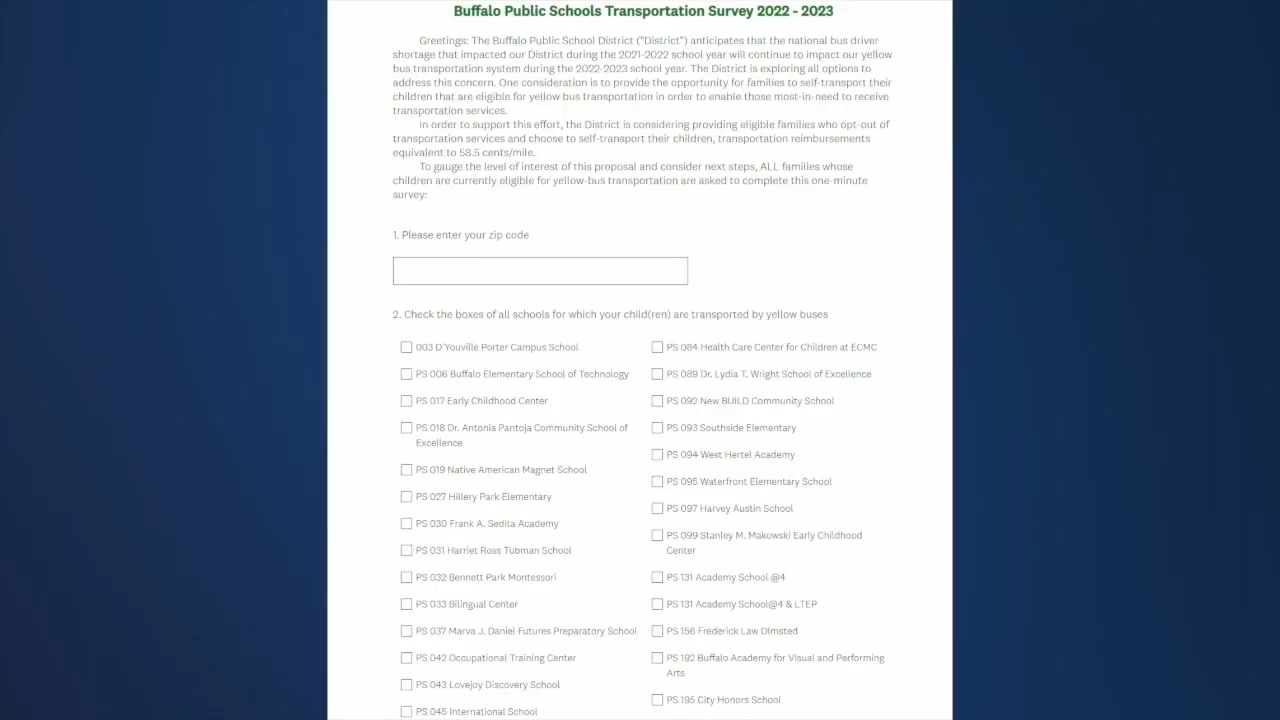 Buffalo Public Schools Transportation Survey 2022 - 2023
Greetings: The Buffalo Public School District ("District") anticipates that the national bus driver
shortage that impacted our District during the 2021-2022 school year will continue to impact our yellow
bus transportation system during the 2022-2023 school year. The District is exploring all options to
address this concern. One consideration is to provide the opportunity for families to self-transport their
children that are eligible for yellow bus transportation in order to enable those most-in-need to receive
transportation services.
In order to support this effort, the District is considering providing eligible families who opt-out of
transportation services and choose to self-transport their children, transportation reimbursements
equivalent to 58.5 cents/mile.
To gauge the level of interest of this proposal and consider next steps, ALL families whose
children are currently eligible for yellow-bus transportation are asked to complete this one-minute
survey:
1. Please enter your zip code
2. Check the boxes of all schools for which your child(ren) are transported by yellow buses
003 D'Youville Porter Campus School
PS 006 Buffalo Elementary School of Technology
PS 017 Early Childhood Center
PS 018 Dr. Antonia Pantoja Community School of
Excellence
PS 019 Native American Magnet School
PS 027 Hillery Park Elementary
PS 030 Frank A. Sedita Academy
PS 031 Harriet Ross Tubman School
PS 032 Bennett Park Montessori
PS 033 Bilingual Center
PS 037 Marva J. Daniel Futures Preparatory School
PS 042 Occupational Training Center
PS 043 Lovejoy Discovery School
PS 045 International School
PS 084 Health Care Center for Children at ECMC
PS 089 Dr. Lydia T. Wright School of Excellence
PS 092 New BUILD Community School
PS 093 Southside Elementary
PS 094 West Hertel Academy
PS 095 Waterfront Elementary School
PS 097 Harvey Austin School
PS 099 Stanley M. Makowski Early Childhood
Center
PS 131 Academy School @4
PS 131 Academy School@4 & LTEP
PS 156 Frederick Law Olmsted
PS 192 Buffalo Academy for Visual and Performing
Arts
PS 195 City Honors School